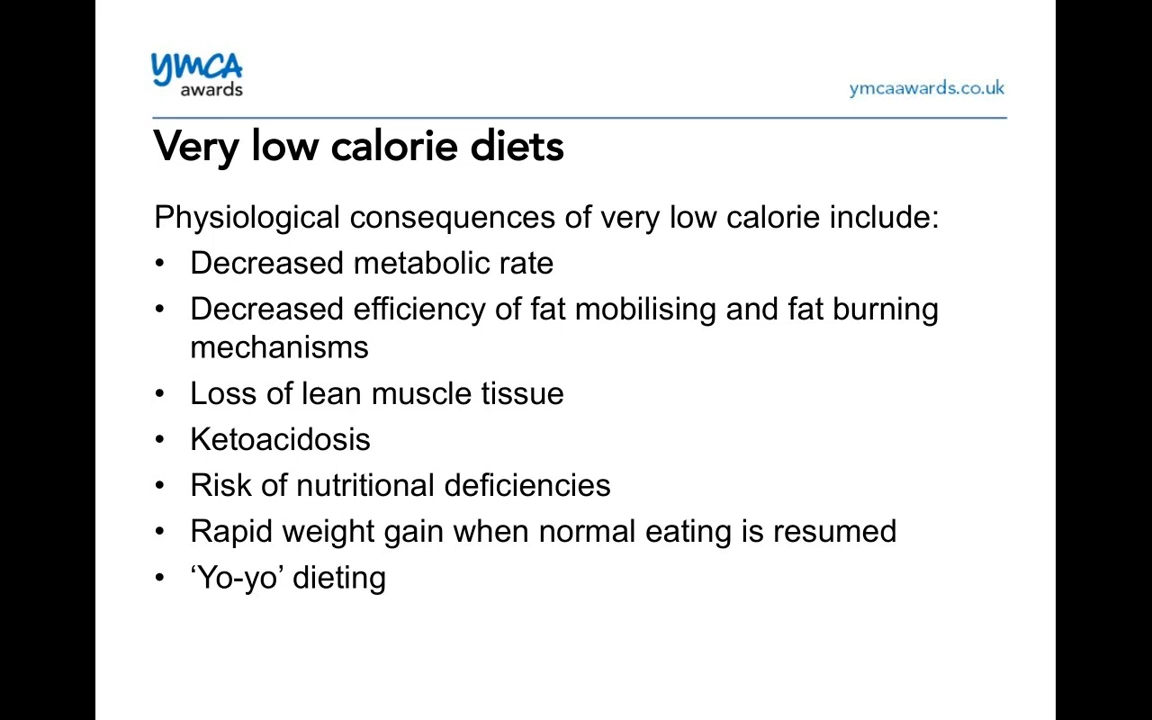 ymca
awards
ymcaawards.co.uk
Very low calorie diets
Physiological consequences of very low calorie include:
• Decreased metabolic rate
• Decreased efficiency of fat mobilising and fat burning
mechanisms
• Loss of lean muscle tissue
• Ketoacidosis
• Risk of nutritional deficiencies
• Rapid weight gain when normal eating is resumed
• ‘Yo-yo’ dieting